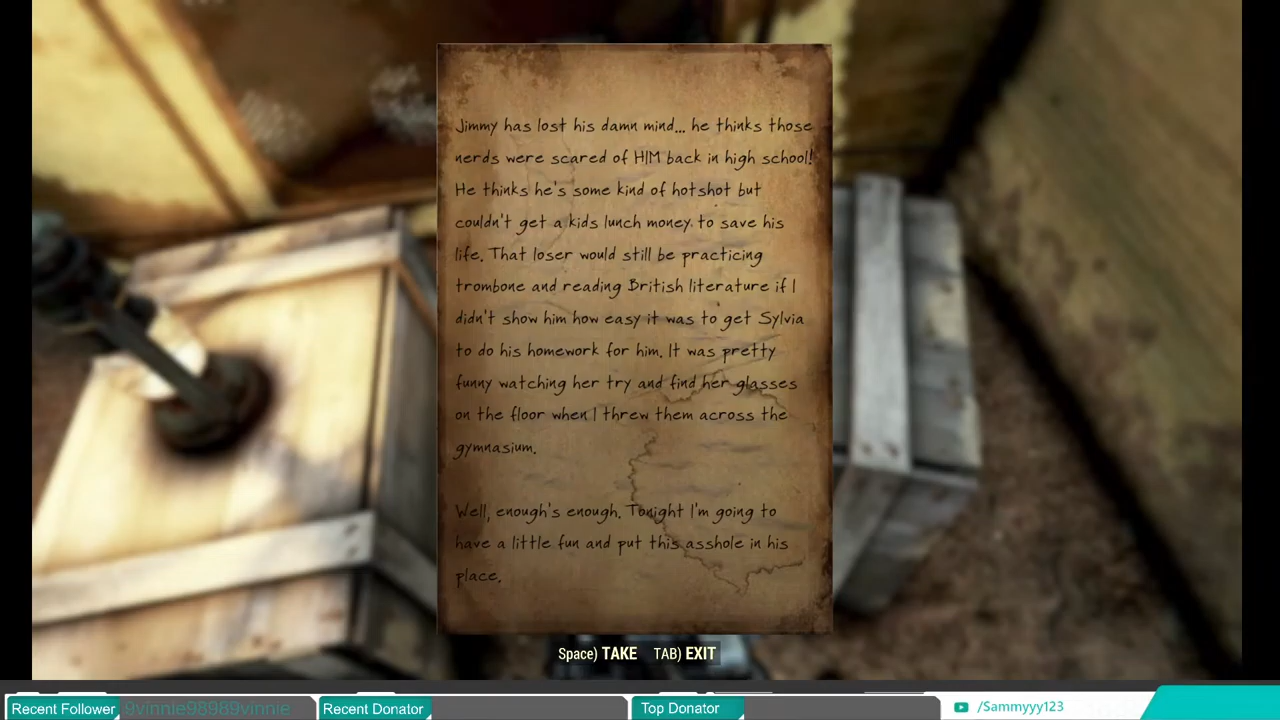 Jimmy has lost his damn mind... he thinks those
nerds were scared of HIM back in high school!
He thinks he's some kind of hotshot but
couldn't get a kids lunch money to save his
life. That loser would still be practicing
trombone and reading British literature if I
didn't show him how easy it was to get Sylvia
to do his homework for him. It was pretty
funny watching her try and find her glasses
on the floor when I threw them across the
gymnasium.
Well, enough's enough. Tonight I'm going to
have a little fun and put this asshole in his
place.
Space) TAKE TAB) EXIT
Recent Follower 9vinnie98989vinnie Recent Donator Top Donator /Sammyyy123